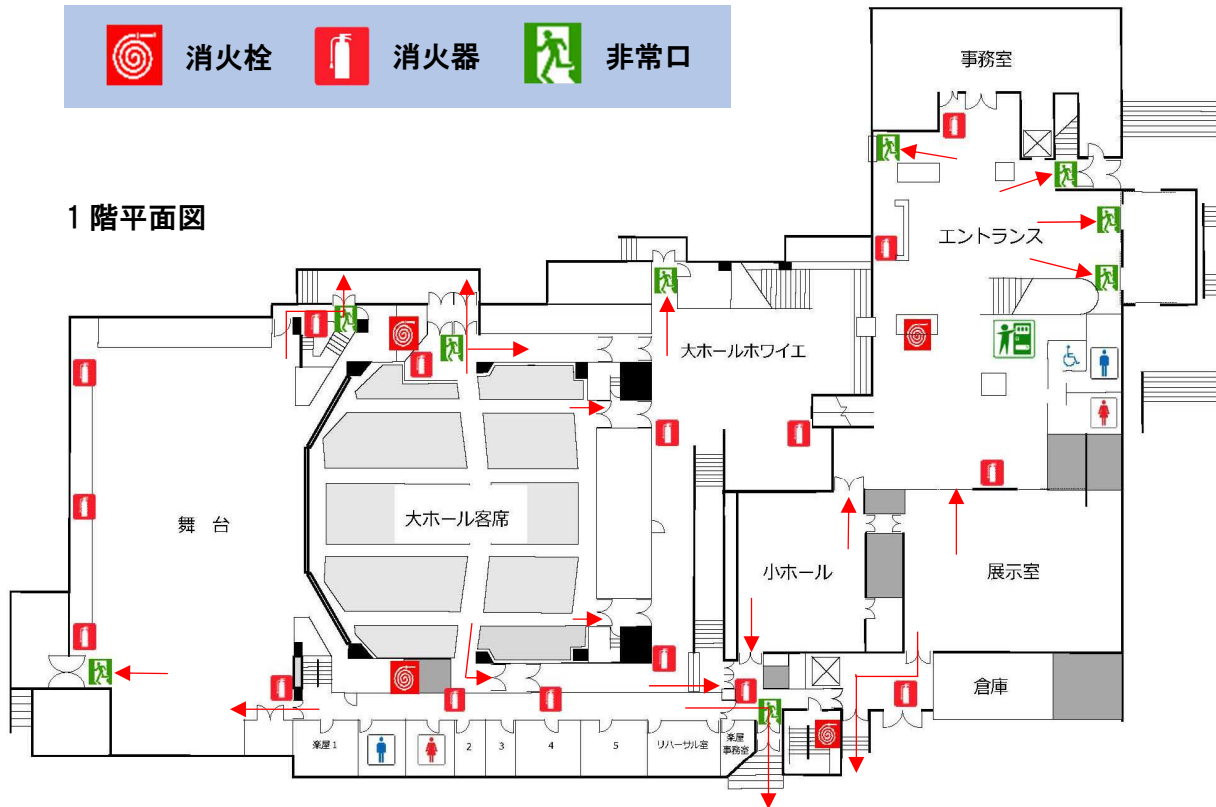 消火栓 消火器 非常口
事務室
1階平面図
エントランス
大ホールホワイエ
舞 台
大ホール客席
小ホール
展示室
倉庫
楽屋1
2
3
4
5
リハーサル室
楽屋
事務室